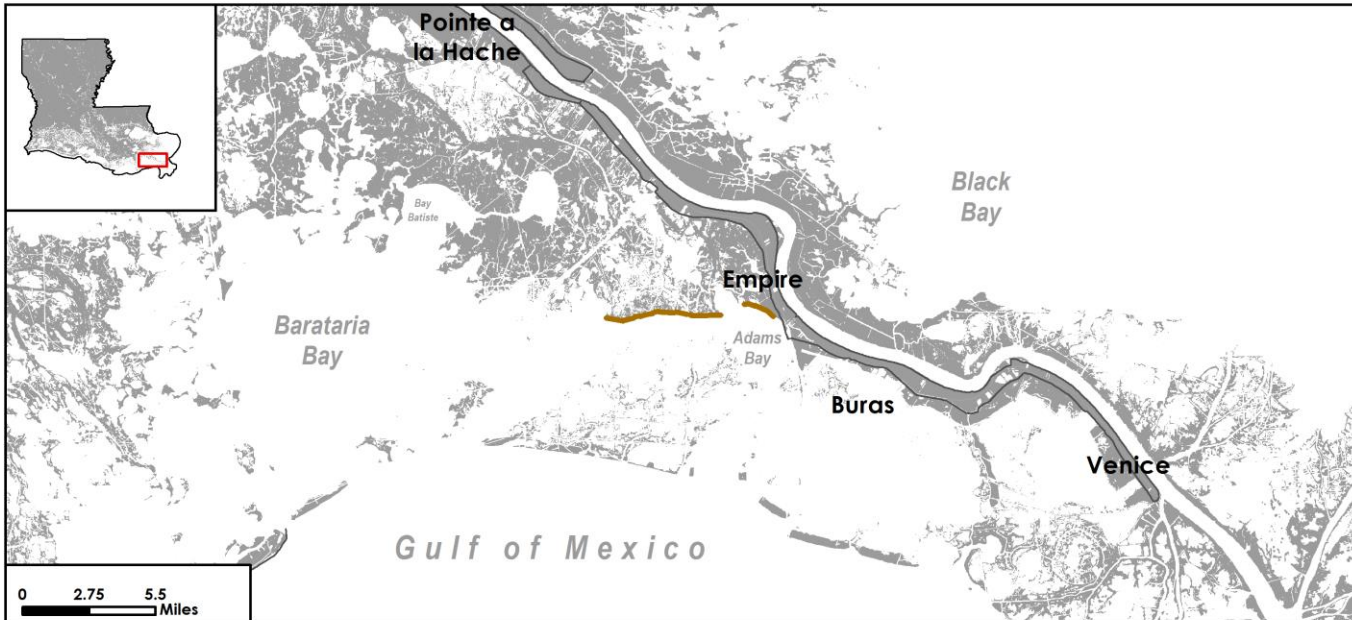 Pointe a
la Hache
Black
Bay
Bay
Batiste
Empire
Barataria
Bay
Adams
Bay
Buras
Venice
Gulf of Mexico
0 2.75 5.5
Miles